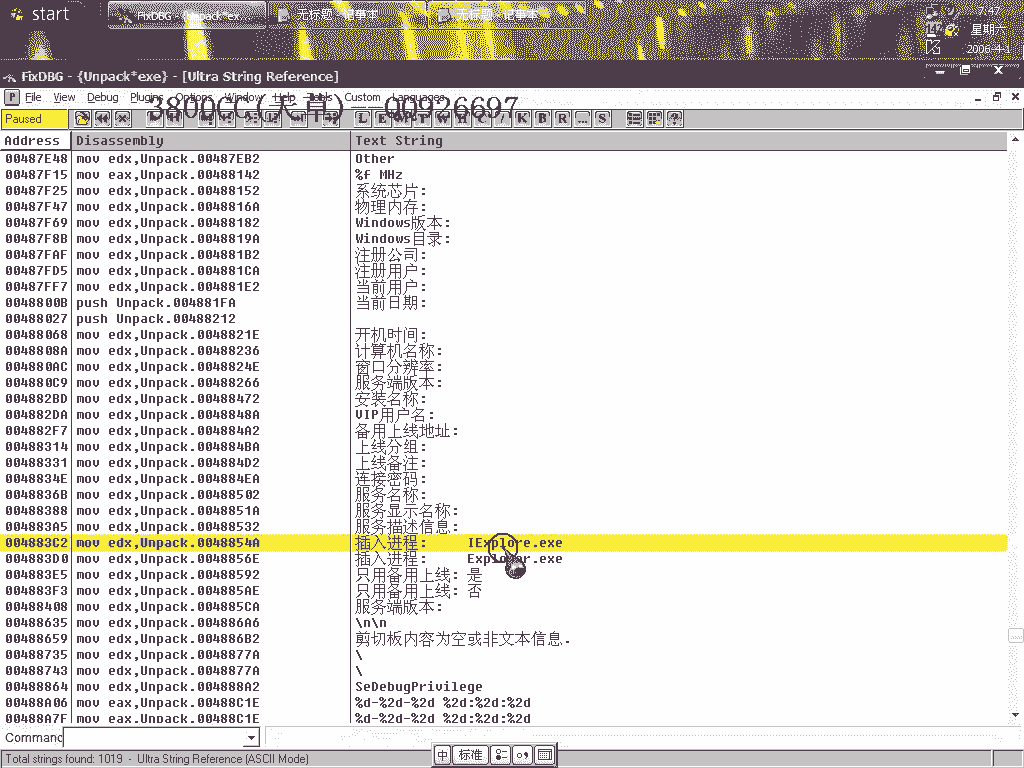 start
FixDBG - {Unpack*ex...
无标题 - 记事本
无标题 - 记事本
7:47
星期六
2006-4-1
FixDBG - {Unpack*exe} - [Ultra String Reference]
File View Debug Plugins Options Window Help Tools Custom Languages
3800CC(天草)--QQ926697
Paused
L E M T W H C / K B R ... S
Address Disassembly Text String
00487E48 mov edx,Unpack.00487EB2 Other
00487F15 mov eax,Unpack.00488142 %f MHz
00487F25 mov edx,Unpack.00488152 系统芯片:
00487F47 mov edx,Unpack.0048816A 物理内存:
00487F69 mov edx,Unpack.00488182 Windows版本:
00487F8B mov edx,Unpack.0048819A Windows目录:
00487FAF mov edx,Unpack.004881B2 注册公司:
00487FD5 mov edx,Unpack.004881CA 注册用户:
00487FF7 mov edx,Unpack.004881E2 当前用户:
0048800B push Unpack.004881FA 当前日期:
00488027 push Unpack.00488212
00488068 mov edx,Unpack.0048821E 开机时间:
0048808A mov edx,Unpack.00488236 计算机名称:
004880AC mov edx,Unpack.0048824E 窗口分辨率:
004880C9 mov edx,Unpack.00488266 服务端版本:
004882BD mov edx,Unpack.00488472 安装名称:
004882DA mov edx,Unpack.0048848A VIP用户名:
004882F7 mov edx,Unpack.004884A2 备用上线地址:
00488314 mov edx,Unpack.004884BA 上线分组:
00488331 mov edx,Unpack.004884D2 上线备注:
0048834E mov edx,Unpack.004884EA 连接密码:
0048836B mov edx,Unpack.00488502 服务名称:
00488388 mov edx,Unpack.0048851A 服务显示名称:
004883A5 mov edx,Unpack.00488532 服务描述信息:
004883C2 mov edx,Unpack.0048854A 插入进程: IExplore.exe
004883D0 mov edx,Unpack.0048856E 插入进程: Explorer.exe
004883E5 mov edx,Unpack.00488592 只用备用上线: 是
004883F3 mov edx,Unpack.004885AE 只用备用上线: 否
00488408 mov edx,Unpack.004885CA 服务端版本:
00488635 mov edx,Unpack.004886A6 \n\n
00488659 mov edx,Unpack.004886B2 剪切板内容为空或非文本信息.
00488735 mov edx,Unpack.0048877A \
00488743 mov edx,Unpack.0048877A \
00488864 mov edx,Unpack.004888A2 SeDebugPrivilege
00488A06 mov eax,Unpack.00488C1E %d-%2d-%2d %2d:%2d:%2d
00488A7F mov eax,Unpack.00488C1E %d-%2d-%2d %2d:%2d:%2d
Command
中 标准
Total strings found: 1019 - Ultra String Reference (ASCII Mode)